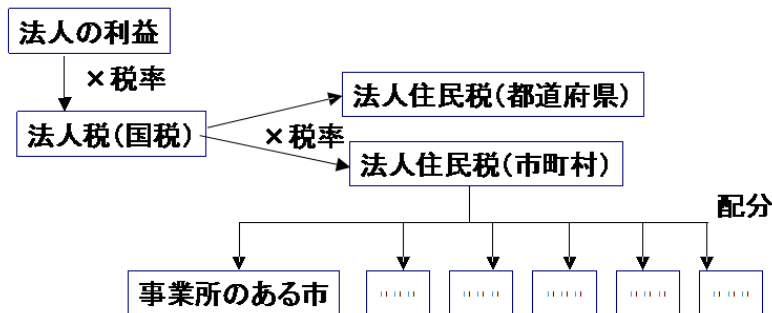 法人の利益
×税率
法人住民税(都道府県)
法人税(国税)
×税率
法人住民税(市町村)
配分
事業所のある市